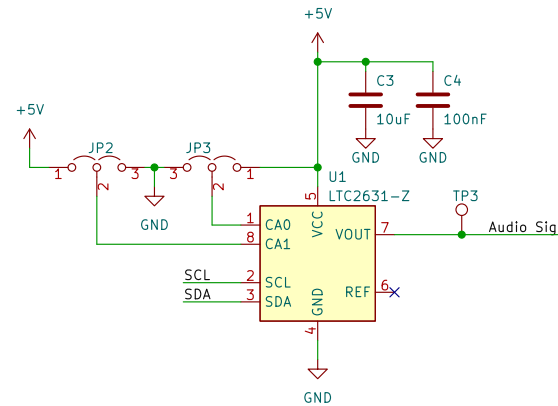 +5V
C3
C4
10uF
100nF
GND
GND
+5V
JP2
JP3
1
3
3
1
2
2
GND
U1
LTC2631-Z
5
TP3
1
CA0
VCC
VOUT
7
Audio Sig
8
CA1
2
SCL
SCL
3
SDA
SDA
REF
6
GND
4
GND